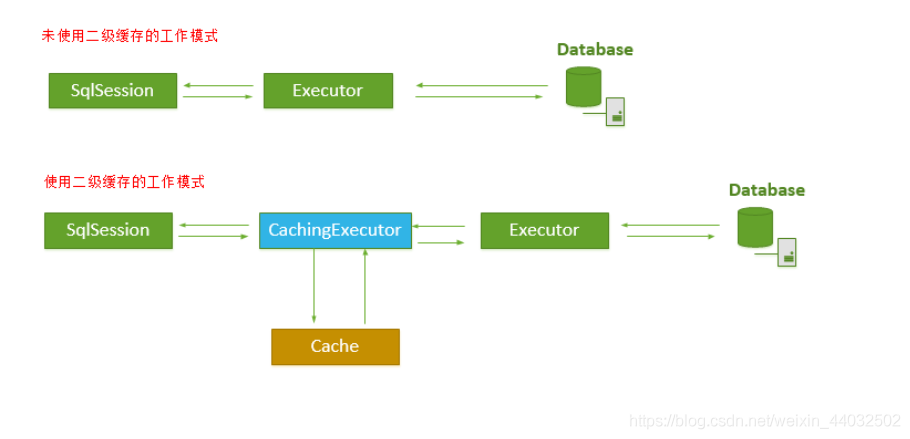 未使用二级缓存的工作模式
Database
SqlSession
Executor
使用二级缓存的工作模式
Database
SqlSession
CachingExecutor
Executor
Cache
https://blog.csdn.net/weixin_44032502